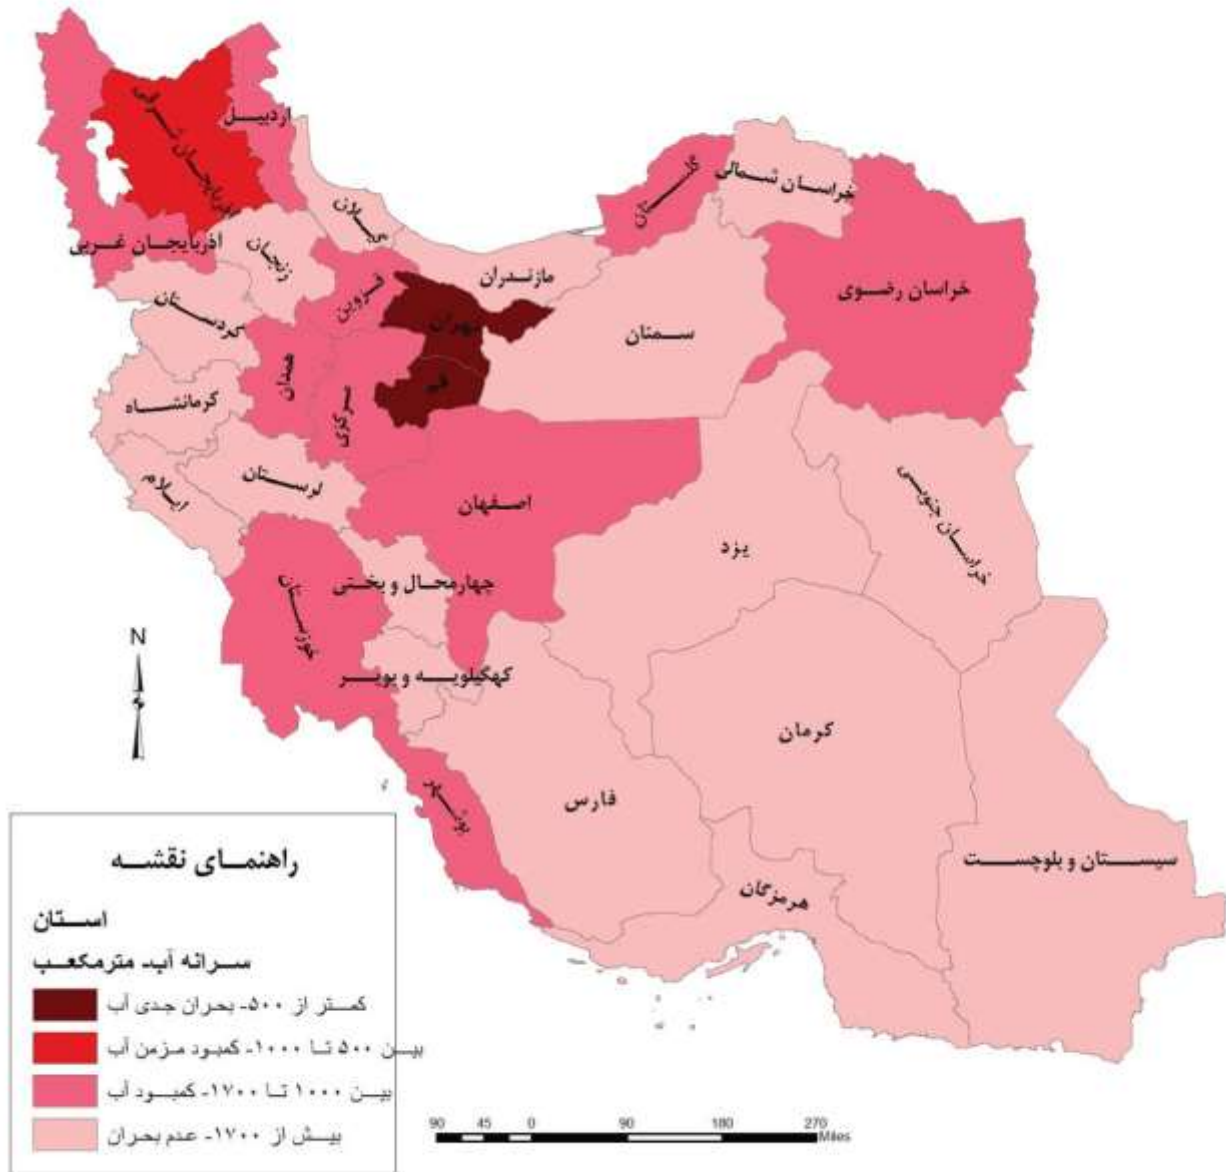 اردبیل
آذربایجان شرقی
آذربایجان غربی
گیلان
زنجان
قزوین
تهران
قم
مازندران
گلستان
خراسان شمالی
خراسان رضوی
سمنان
کردستان
همدان
مرکزی
کرمانشاه
لرستان
ایلام
اصفهان
یزد
خراسان جنوبی
چهارمحال و بختی
خوزستان
کهگیلویه و بویر
کرمان
فارس
بوشهر
هرمزگان
سیستان و بلوچست
N
راهنمای نقشه
استان
سرانه آب- مترمکعب
کمتر از ۵۰۰- بحران جدی آب
بین ۵۰۰ تا ۱۰۰۰- کمبود مزمن آب
بین ۱۰۰۰ تا ۱۷۰۰- کمبود آب
بیش از ۱۷۰۰- عدم بحران
90 45 0 90 180 270
Miles